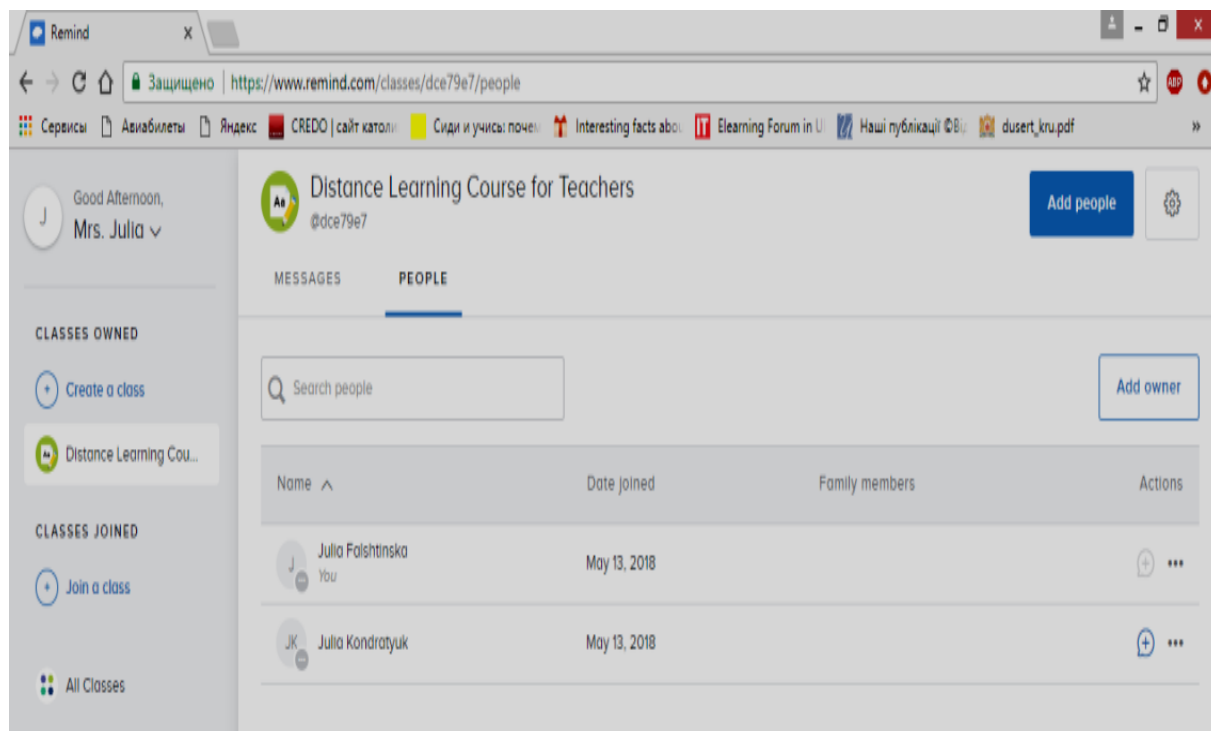 Remind
Защищено | https://www.remind.com/classes/dce79e7/people
Сервисы Авиабилеты Яндекс CREDO | сайт католи Сиди и учись: почем Interesting facts abou Elearning Forum in U Наші публікації ©Bi dusert_kru.pdf »
J
Good Afternoon,
Mrs. Julia
Distance Learning Course for Teachers
@dce79e7
Add people
MESSAGES PEOPLE
CLASSES OWNED
Create a class
Distance Learning Cou...
CLASSES JOINED
Join a class
All Classes
Search people
Add owner
Name Date joined Family members Actions
J Julia Falshtinska May 13, 2018
You
JK Julia Kondratyuk May 13, 2018